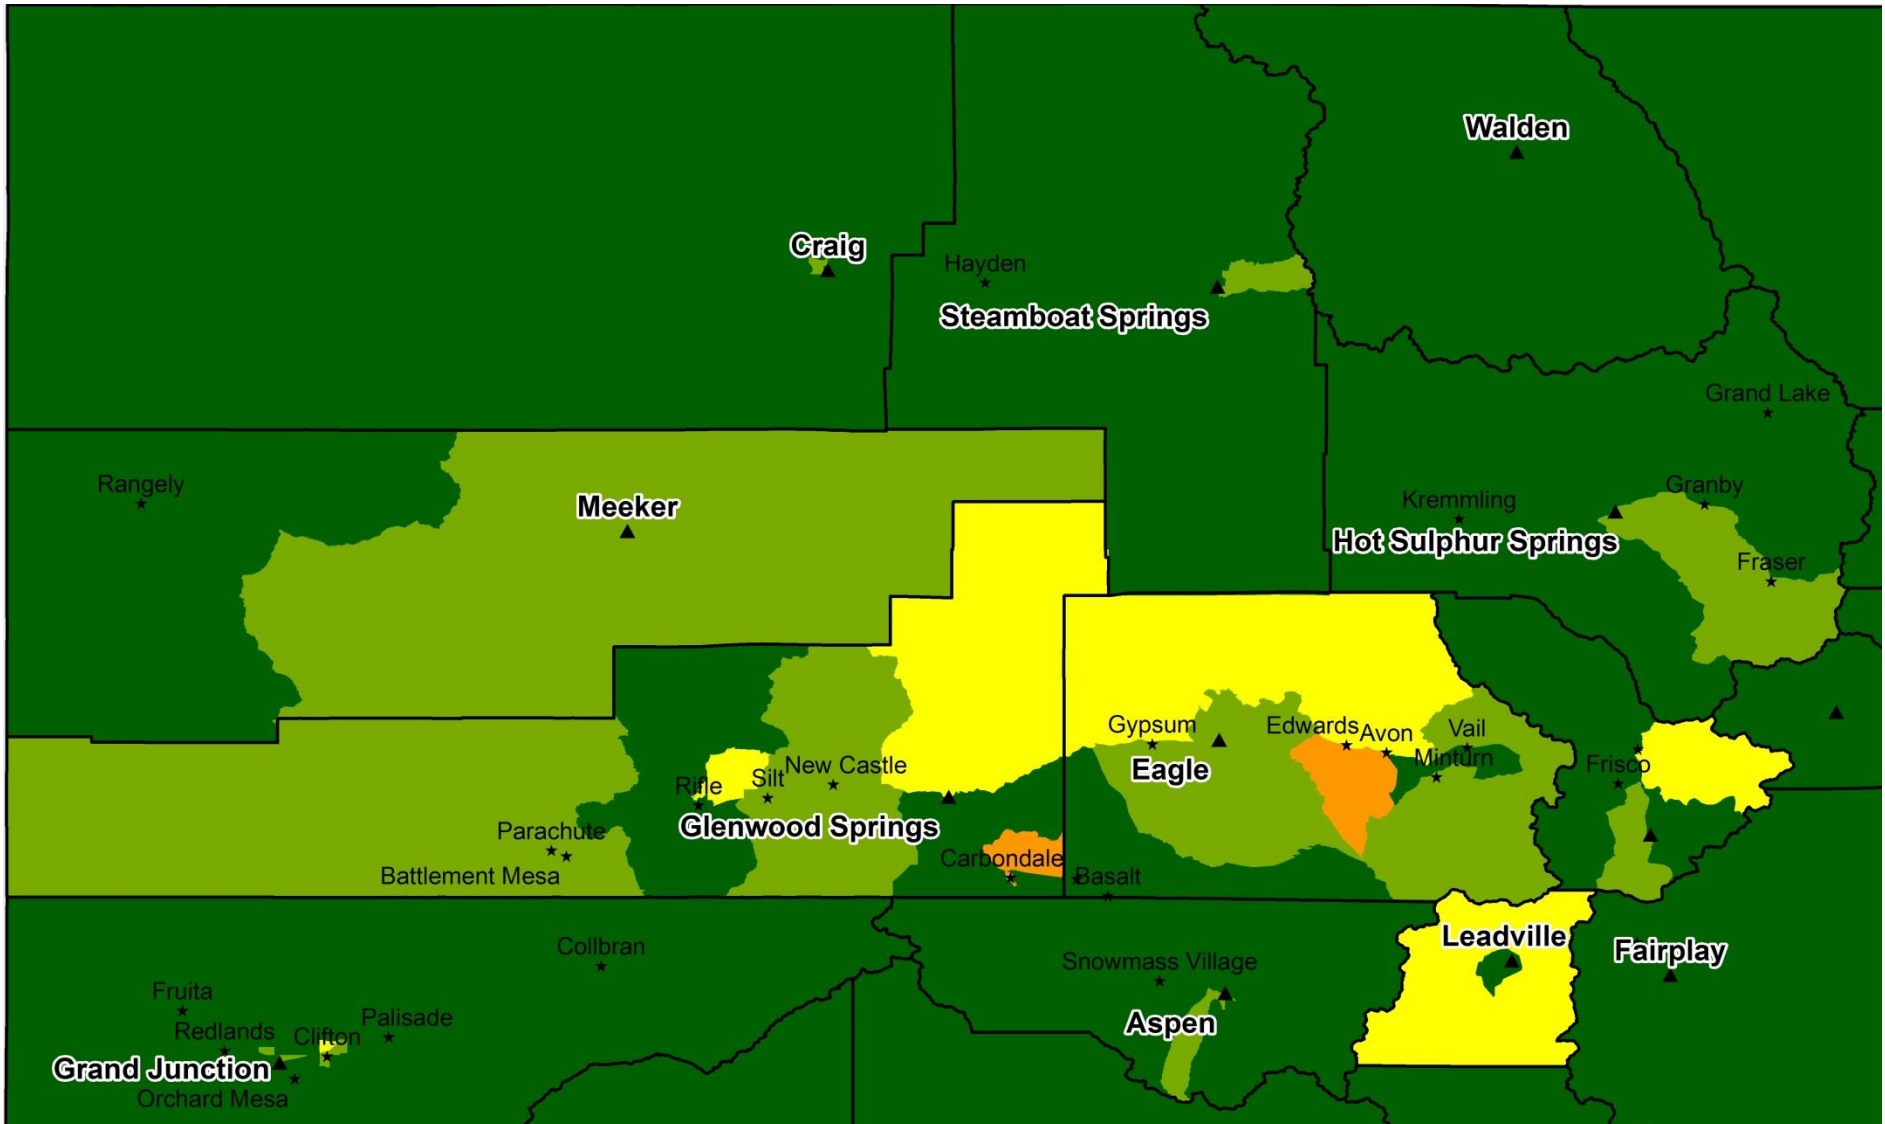 Walden
Craig
Hayden
Steamboat Springs
Grand Lake
Rangely
Meeker
Kremmling
Granby
Hot Sulphur Springs
Fraser
Gypsum
Edwards
Avon
Vail
Eagle
Minturn
Frisco
Rifle
Silt
New Castle
Glenwood Springs
Parachute
Battlement Mesa
Carbondale
Basalt
Leadville
Fairplay
Collbran
Snowmass Village
Fruita
Redlands
Clifton
Palisade
Aspen
Grand Junction
Orchard Mesa